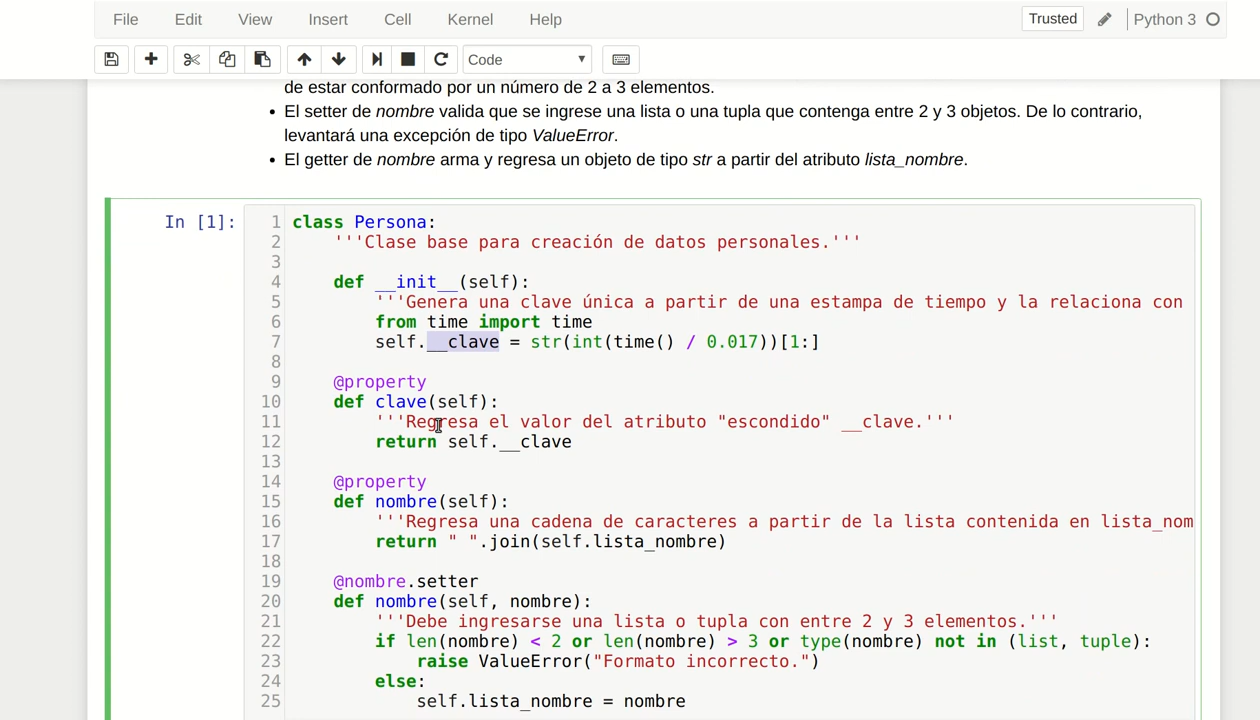 File Edit View Insert Cell Kernel Help Trusted Python 3
Code
de estar conformado por un número de 2 a 3 elementos.
El setter de nombre valida que se ingrese una lista o una tupla que contenga entre 2 y 3 objetos. De lo contrario,
levantará una excepción de tipo ValueError.
El getter de nombre arma y regresa un objeto de tipo str a partir del atributo lista_nombre.
In [1]:
1 class Persona:
2     '''Clase base para creación de datos personales.'''
3
4     def __init__(self):
5         '''Genera una clave única a partir de una estampa de tiempo y la relaciona con
6         from time import time
7         self.__clave = str(int(time() / 0.017))[1:]
8
9     @property
10     def clave(self):
11         '''Regresa el valor del atributo "escondido" __clave.'''
12         return self.__clave
13
14     @property
15     def nombre(self):
16         '''Regresa una cadena de caracteres a partir de la lista contenida en lista_nom
17         return " ".join(self.lista_nombre)
18
19     @nombre.setter
20     def nombre(self, nombre):
21         '''Debe ingresarse una lista o tupla con entre 2 y 3 elementos.'''
22         if len(nombre) < 2 or len(nombre) > 3 or type(nombre) not in (list, tuple):
23             raise ValueError("Formato incorrecto.")
24         else:
25             self.lista_nombre = nombre